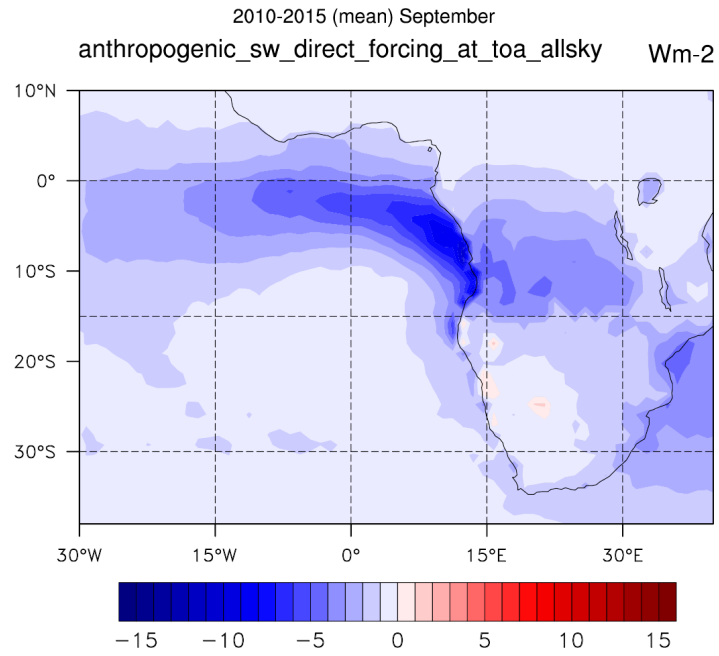 2010-2015 (mean) September
anthropogenic_sw_direct_forcing_at_toa_allsky Wm-2
10°N
0°
10°S
20°S
30°S
30°W 15°W 0° 15°E 30°E
−15 −10 −5 0 5 10 15